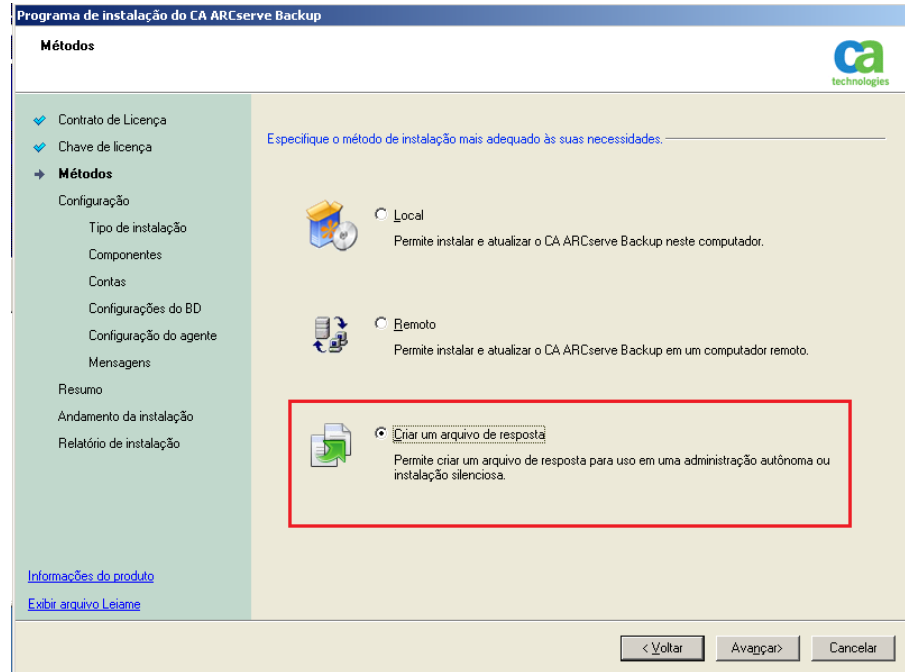 Programa de instalação do CA ARCserve Backup
Métodos
ca
technologies
Contrato de Licença
Chave de licença
Métodos
Configuração
Tipo de instalação
Componentes
Contas
Configurações do BD
Configuração do agente
Mensagens
Resumo
Andamento da instalação
Relatório de instalação
Informações do produto
Exibir arquivo Leiame
Especifique o método de instalação mais adequado às suas necessidades.
Local
Permite instalar e atualizar o CA ARCserve Backup neste computador.
Remoto
Permite instalar e atualizar o CA ARCserve Backup em um computador remoto.
Criar um arquivo de resposta
Permite criar um arquivo de resposta para uso em uma administração autônoma ou
instalação silenciosa.
< Voltar
Avançar>
Cancelar